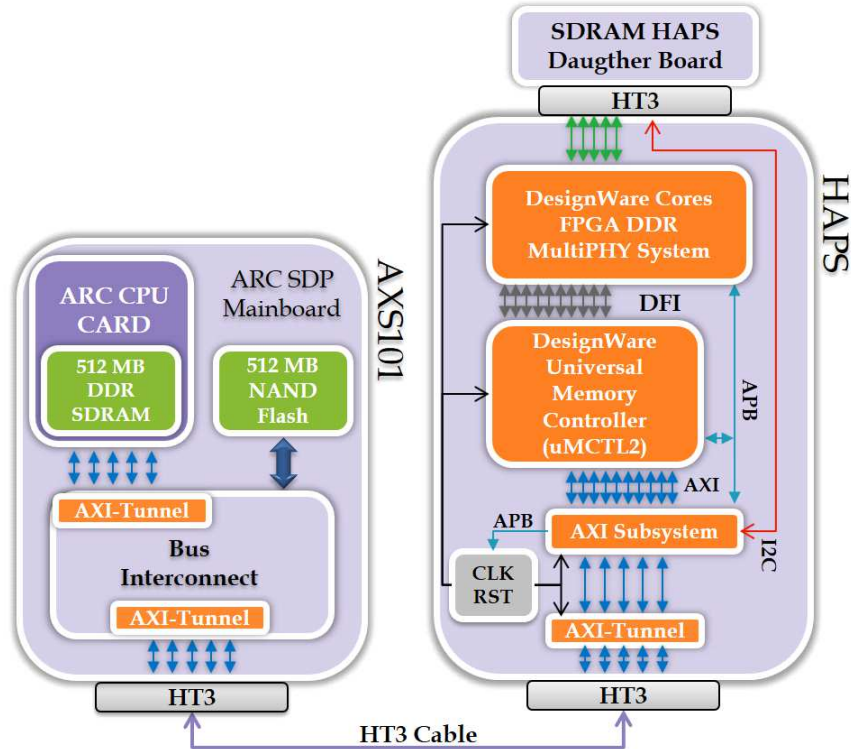 SDRAM HAPS
Daugther Board
HT3
HAPS
DesignWare Cores
FPGA DDR
MultiPHY System
DFI
DesignWare
Universal
Memory
Controller
(uMCTL2)
APB
AXI
APB
AXI Subsystem
I2C
CLK
RST
AXI-Tunnel
HT3
AXS101
ARC SDP
Mainboard
ARC CPU
CARD
512 MB
DDR
SDRAM
512 MB
NAND
Flash
AXI-Tunnel
Bus
Interconnect
AXI-Tunnel
HT3
HT3 Cable